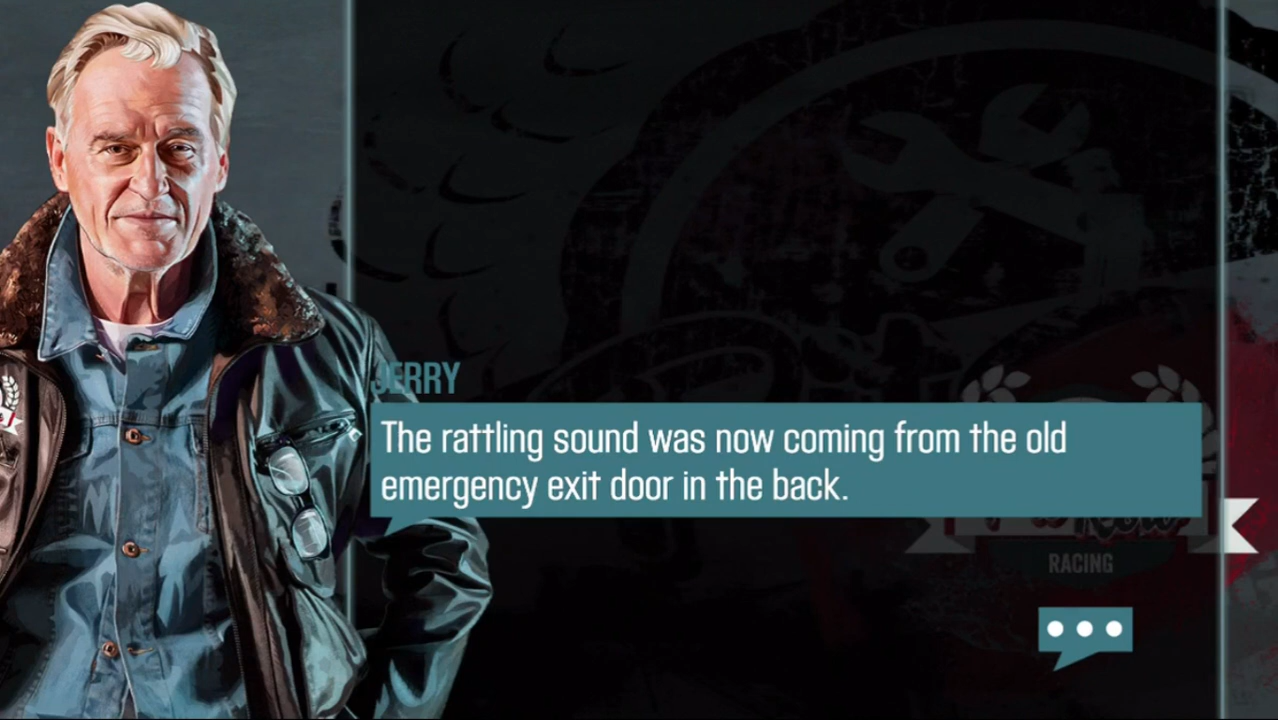 JERRY
The rattling sound was now coming from the old
emergency exit door in the back.
RACING